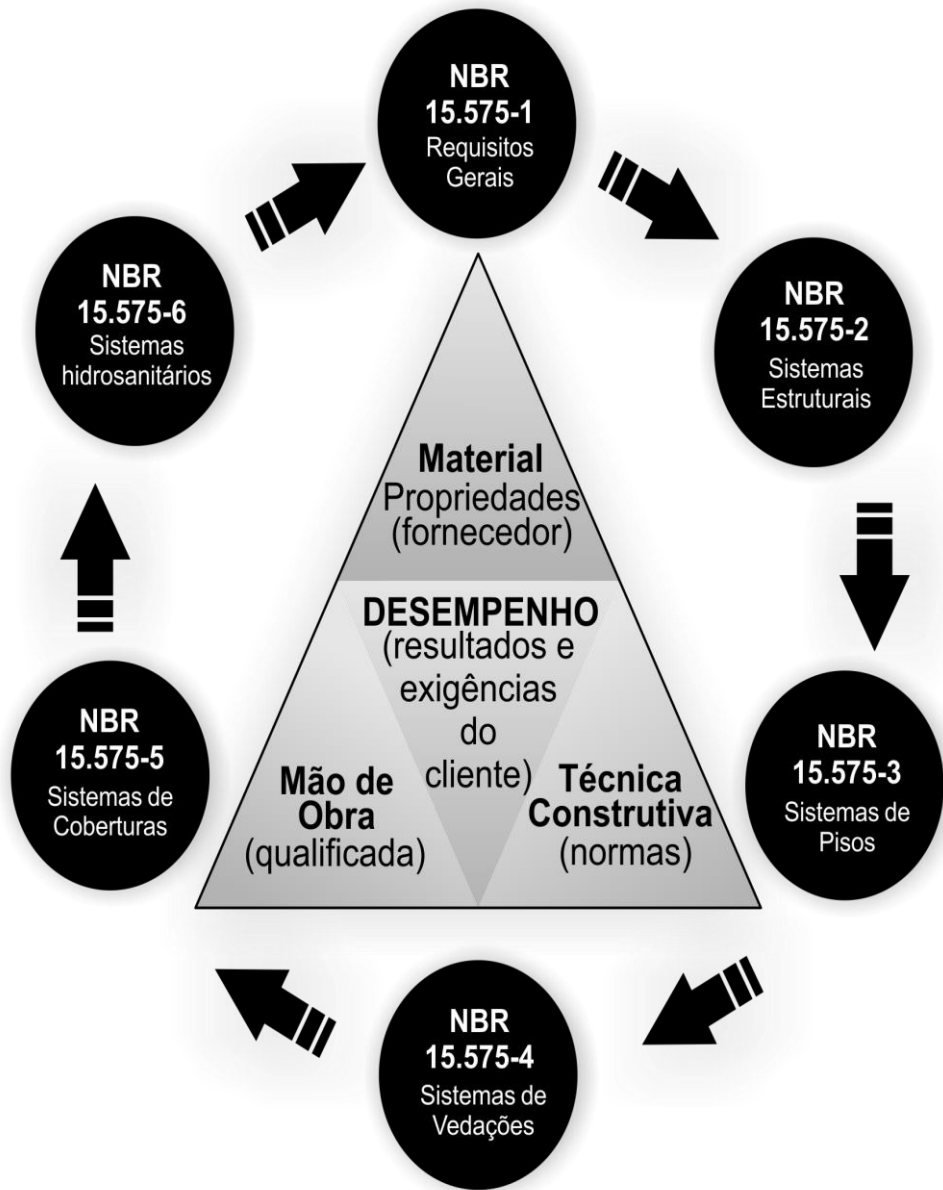 NBR
15.575-1
Requisitos
Gerais
NBR
15.575-2
Sistemas
Estruturais
NBR
15.575-3
Sistemas de
Pisos
NBR
15.575-4
Sistemas de
Vedações
NBR
15.575-5
Sistemas de
Coberturas
NBR
15.575-6
Sistemas
hidrosanitários
Material
Propriedades
(fornecedor)
DESEMPENHO
(resultados e
exigências
do
cliente)
Mão de
Obra
(qualificada)
Técnica
Construtiva
(normas)